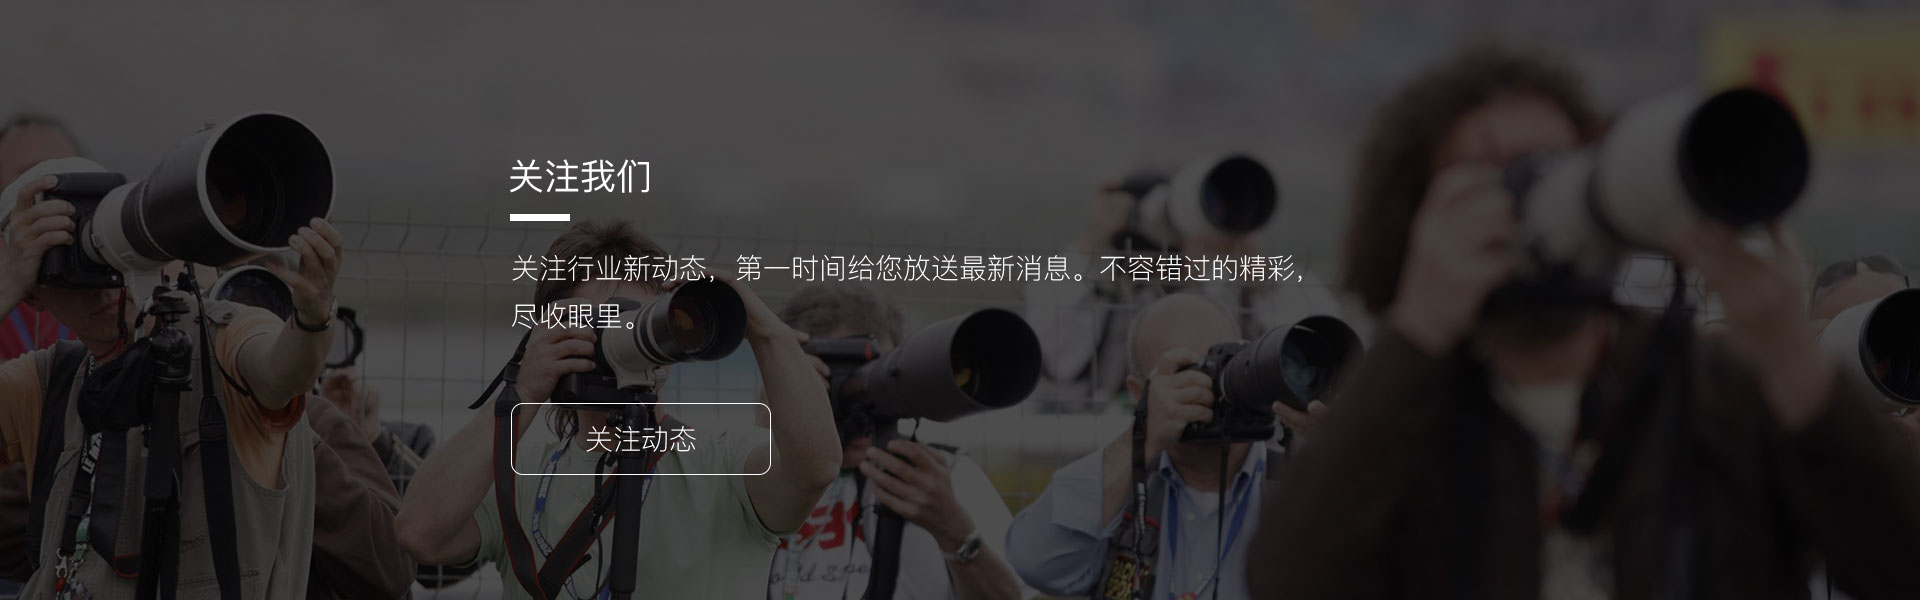 关注我们
关注行业新动态，第一时间给您放送最新消息。不容错过的精彩，
尽收眼里。
关注动态